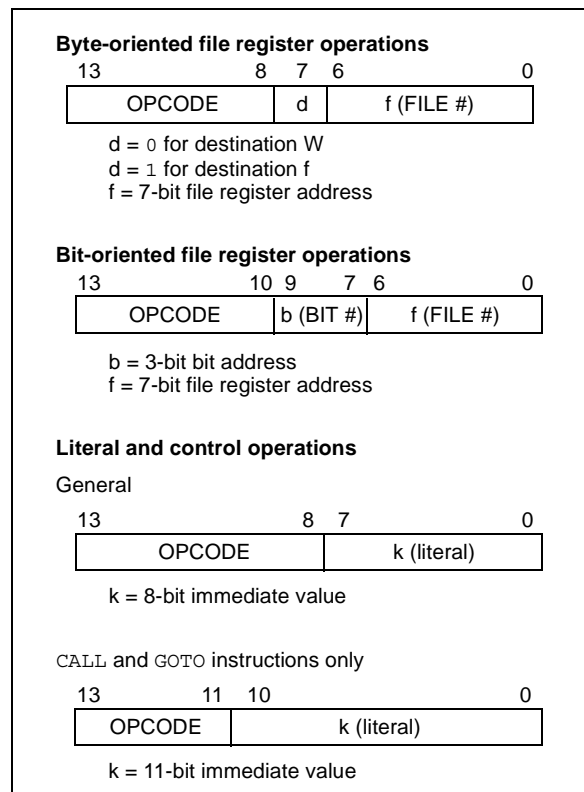 Byte-oriented file register operations
13 8 7 6 0
OPCODE d f (FILE #)
d = 0 for destination W
d = 1 for destination f
f = 7-bit file register address
Bit-oriented file register operations
13 10 9 7 6 0
OPCODE b (BIT #) f (FILE #)
b = 3-bit bit address
f = 7-bit file register address
Literal and control operations
General
13 8 7 0
OPCODE k (literal)
k = 8-bit immediate value
CALL and GOTO instructions only
13 11 10 0
OPCODE k (literal)
k = 11-bit immediate value